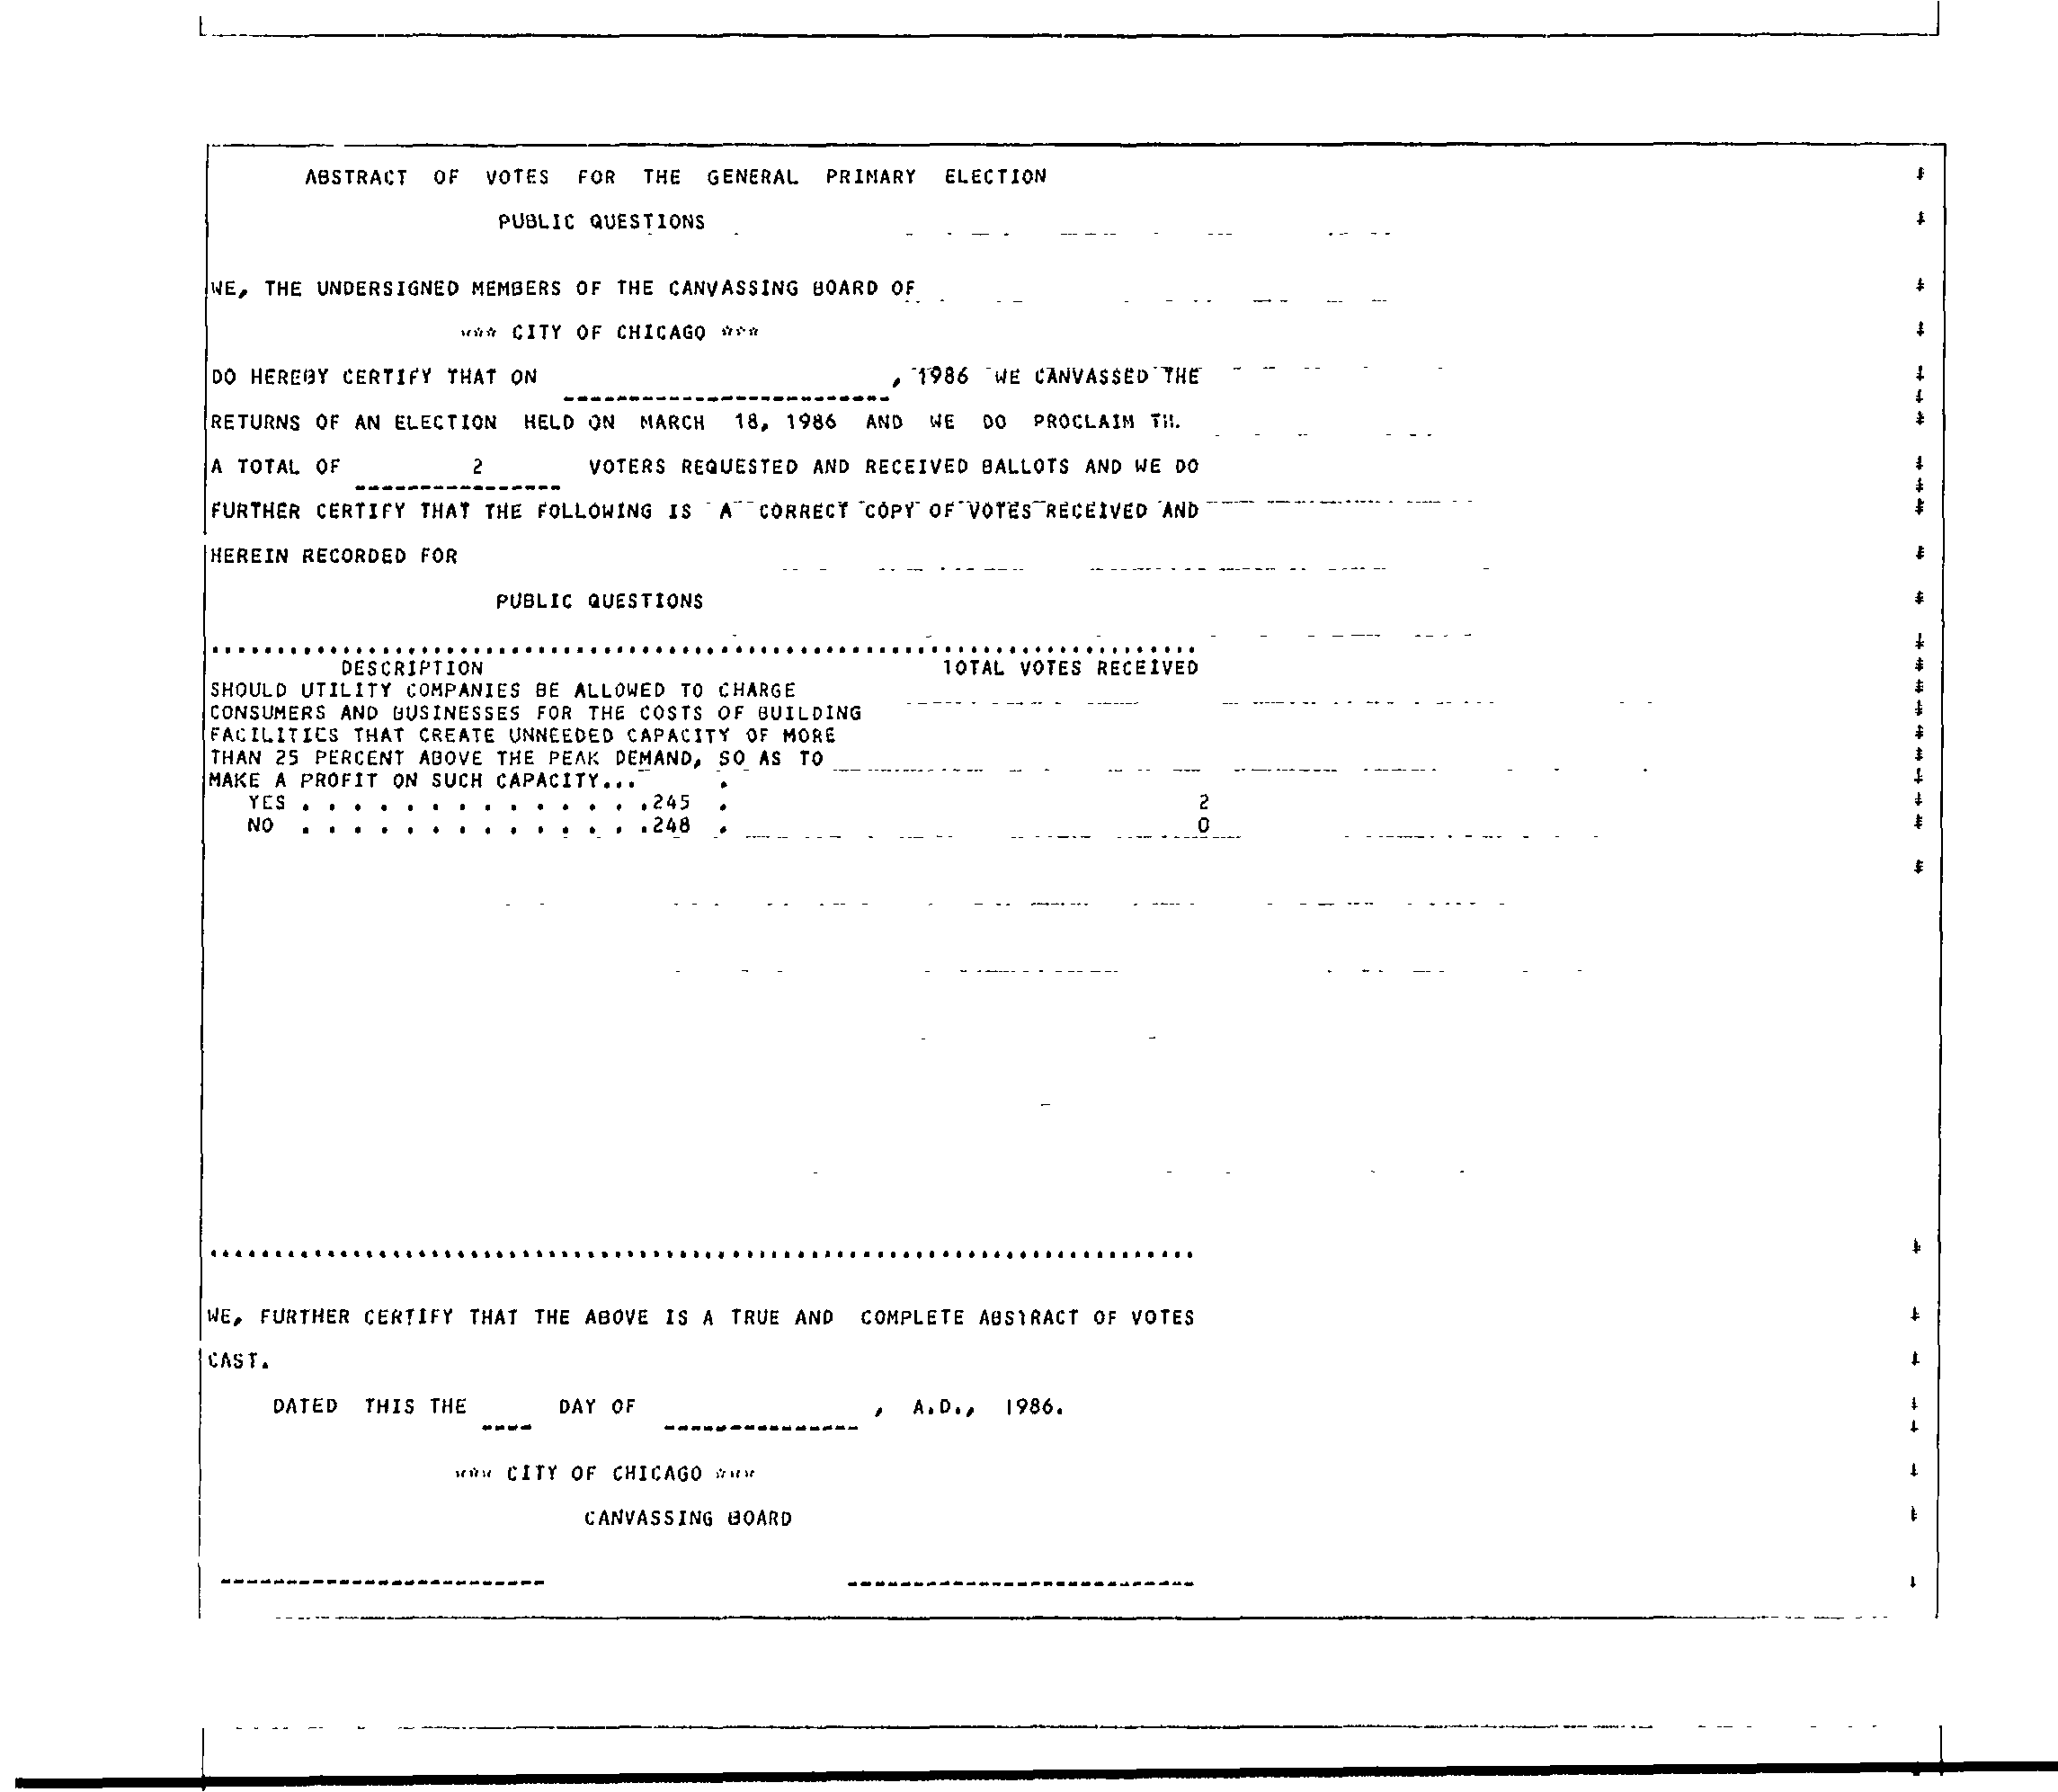 ABSTRACT OF VOTES FOR THE GENERAL PRIMARY ELECTION
PUBLIC QUESTIONS
WE, THE UNDERSIGNED MEMBERS OF THE CANVASSING BOARD OF
*** CITY OF CHICAGO ***
DO HEREBY CERTIFY THAT ON ________________________, 1986 WE CANVASSED THE
RETURNS OF AN ELECTION HELD ON MARCH 18, 1986 AND WE DO PROCLAIM
A TOTAL OF 2 VOTERS REQUESTED AND RECEIVED BALLOTS AND WE DO
FURTHER CERTIFY THAT THE FOLLOWING IS A CORRECT COPY OF VOTES RECEIVED AND
HEREIN RECORDED FOR
PUBLIC QUESTIONS
DESCRIPTION TOTAL VOTES RECEIVED
SHOULD UTILITY COMPANIES BE ALLOWED TO CHARGE
CONSUMERS AND BUSINESSES FOR THE COSTS OF BUILDING
FACILITIES THAT CREATE UNNEEDED CAPACITY OF MORE
THAN 25 PERCENT ABOVE THE PEAK DEMAND, SO AS TO
MAKE A PROFIT ON SUCH CAPACITY... .
YES . . . . . . . . . . . . . .245 . 2
NO . . . . . . . . . . . . . .248 . 0
WE, FURTHER CERTIFY THAT THE ABOVE IS A TRUE AND COMPLETE ABSTRACT OF VOTES
CAST.
DATED THIS THE ____ DAY OF _______________, A.D., 1986.
*** CITY OF CHICAGO ***
CANVASSING BOARD